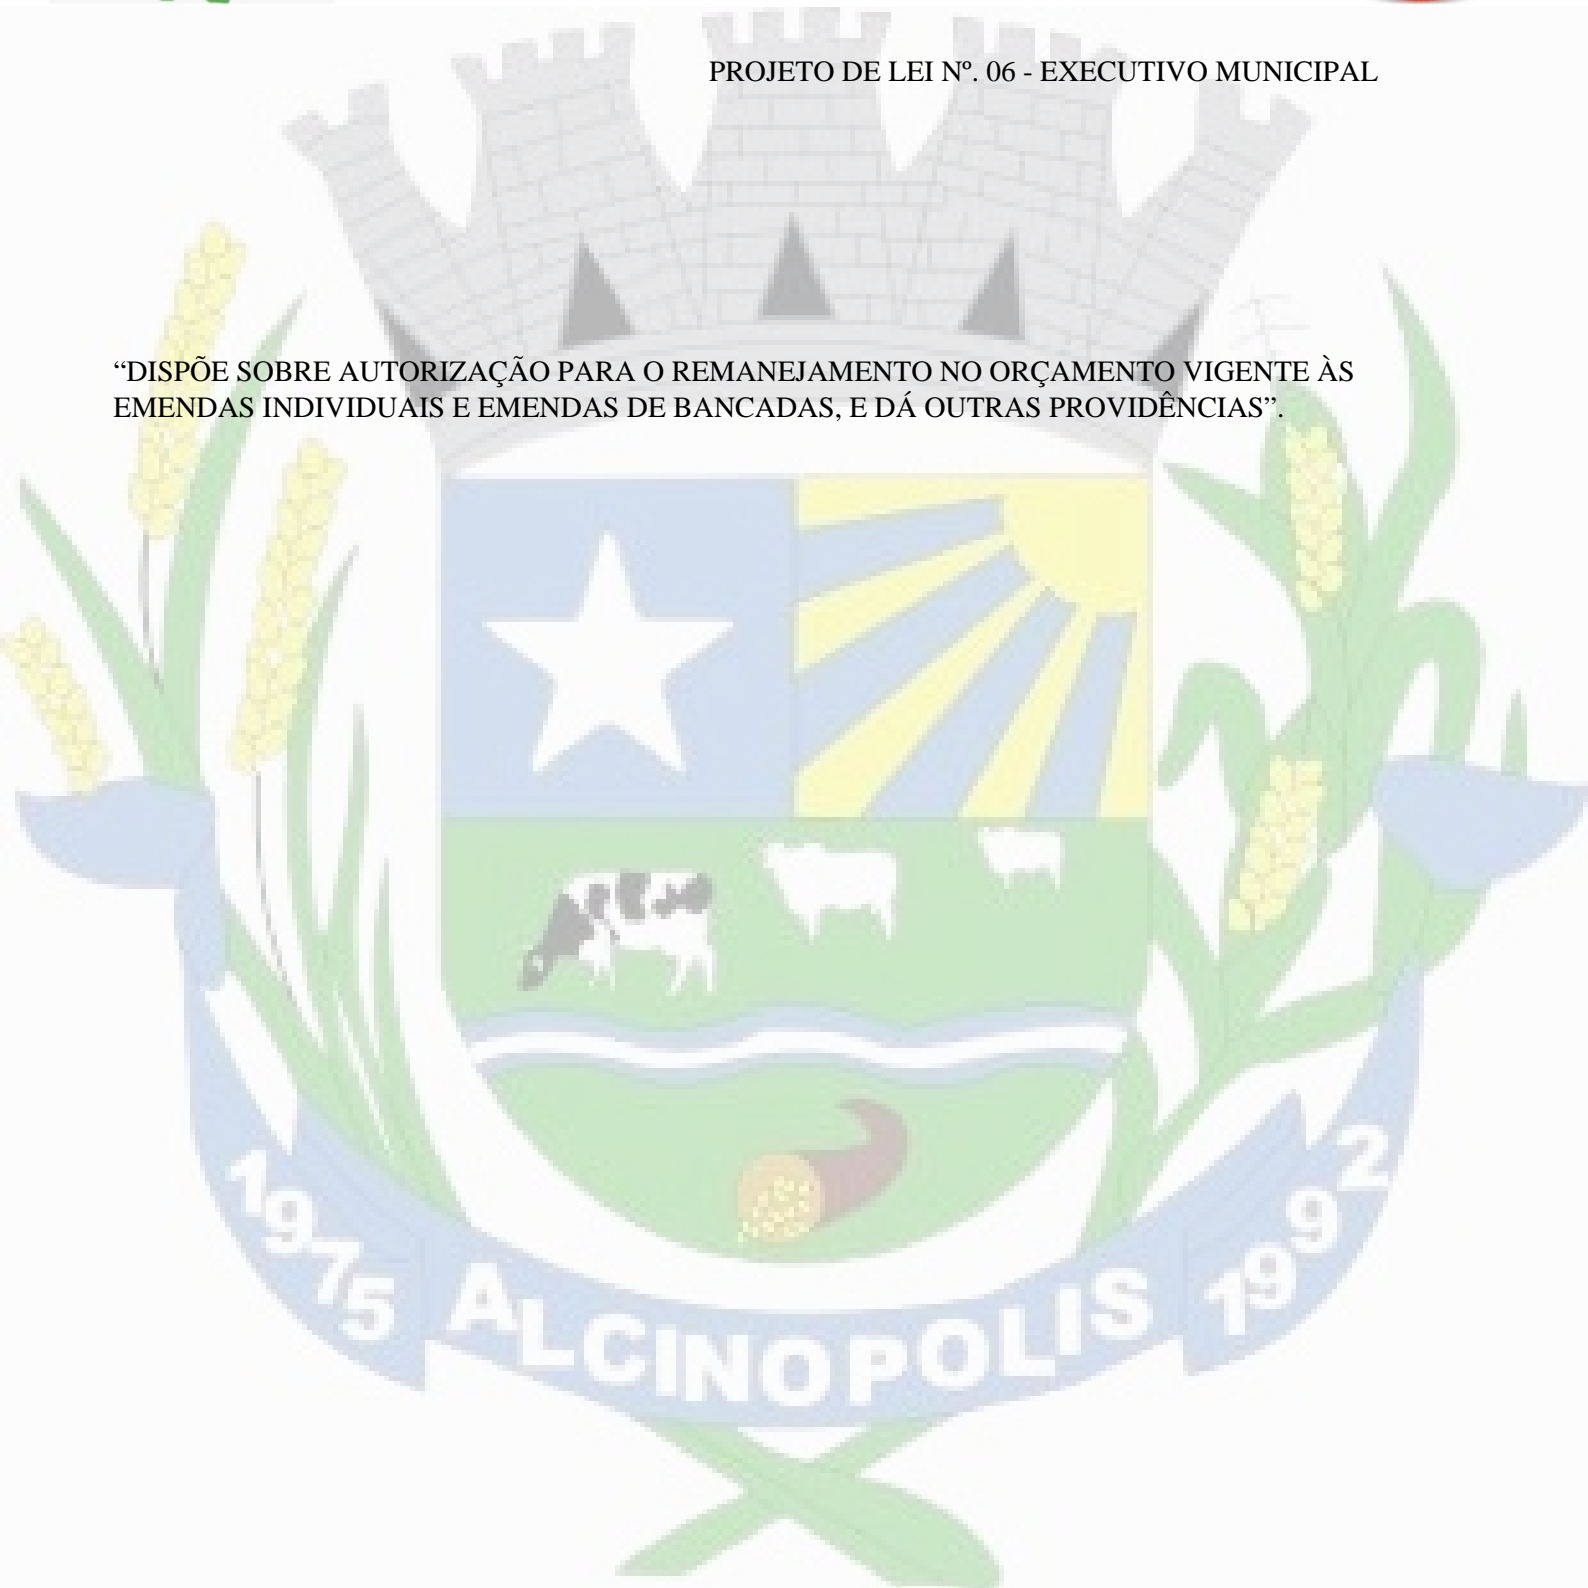 PROJETO DE LEI Nº. 06 - EXECUTIVO MUNICIPAL
“DISPÕE SOBRE AUTORIZAÇÃO PARA O REMANEJAMENTO NO ORÇAMENTO VIGENTE ÀS
EMENDAS INDIVIDUAIS E EMENDAS DE BANCADAS, E DÁ OUTRAS PROVIDÊNCIAS”.
1975 ALCINOPOLIS 1992